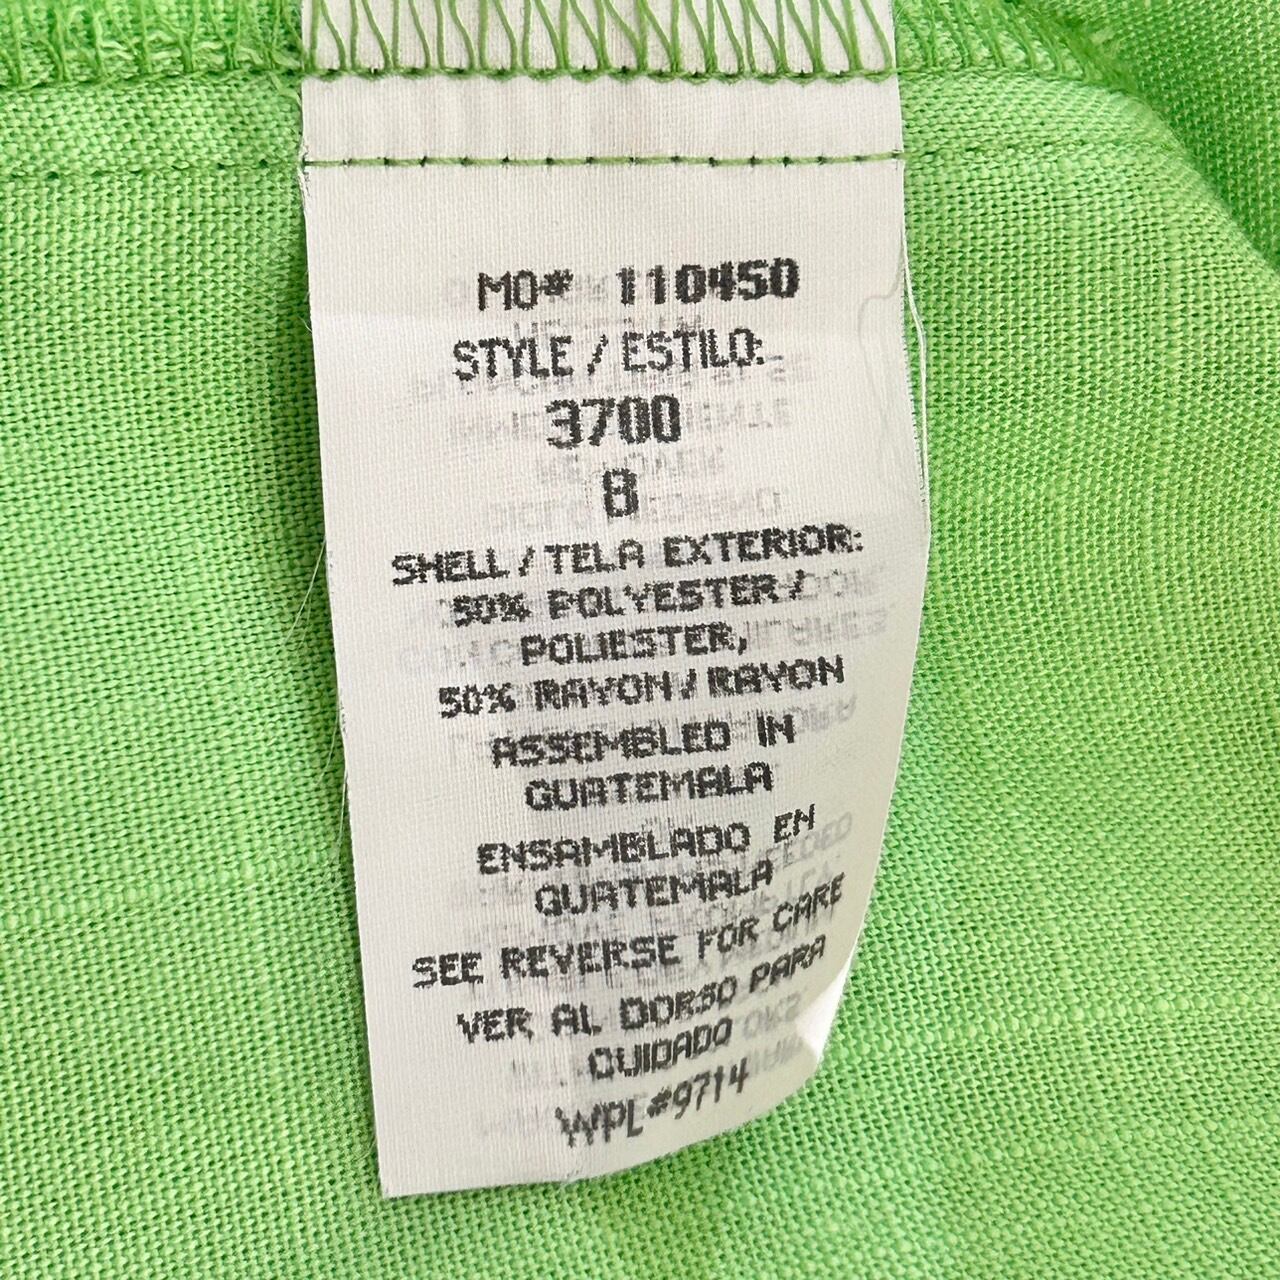 MO# 110450
STYLE / ESTILO:
3700
8
SHELL / TELA EXTERIOR:
50% POLYESTER /
POLIESTER,
50% RAYON / RAYON
ASSEMBLED IN
GUATEMALA
ENSAMBLADO EN
GUATEMALA
SEE REVERSE FOR CARE
VER AL DORSO PARA
CUIDADO
WPL#9714